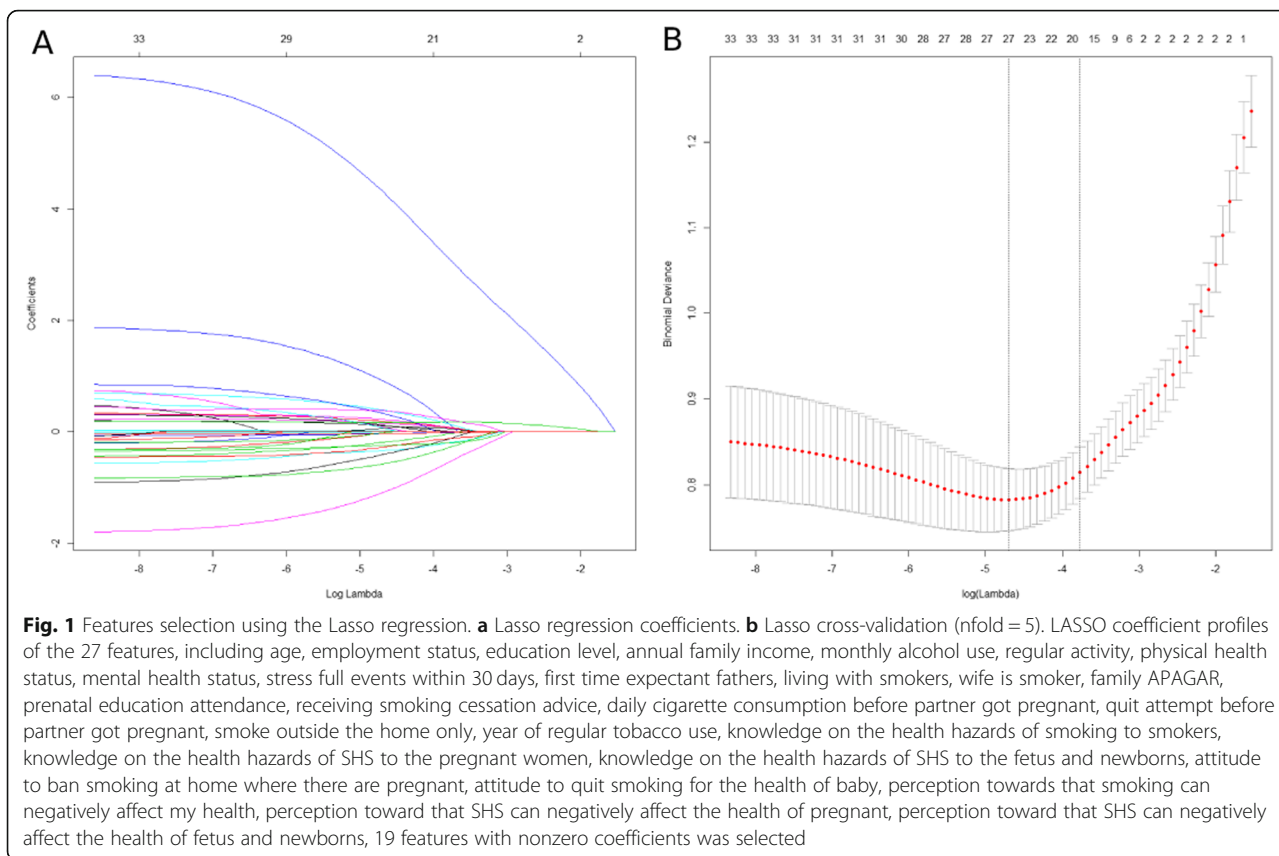 A
33 29 21 2
6
4
2
0
-2
Coefficients
-8 -7 -6 -5 -4 -3 -2
Log Lambda
B
33 33 33 31 31 31 31 31 30 28 27 28 27 27 23 22 20 15 9 6 2 2 2 2 2 2 1
1.2
1.1
1.0
0.9
0.8
Binomial Deviance
-8 -7 -6 -5 -4 -3 -2
log(Lambda)
Fig. 1 Features selection using the Lasso regression. a Lasso regression coefficients. b Lasso cross-validation (nfold = 5). LASSO coefficient profiles
of the 27 features, including age, employment status, education level, annual family income, monthly alcohol use, regular activity, physical health
status, mental health status, stress full events within 30 days, first time expectant fathers, living with smokers, wife is smoker, family APAGAR,
prenatal education attendance, receiving smoking cessation advice, daily cigarette consumption before partner got pregnant, quit attempt before
partner got pregnant, smoke outside the home only, year of regular tobacco use, knowledge on the health hazards of smoking to smokers,
knowledge on the health hazards of SHS to the pregnant women, knowledge on the health hazards of SHS to the fetus and newborns, attitude
to ban smoking at home where there are pregnant, attitude to quit smoking for the health of baby, perception towards that smoking can
negatively affect my health, perception toward that SHS can negatively affect the health of pregnant, perception toward that SHS can negatively
affect the health of fetus and newborns, 19 features with nonzero coefficients was selected